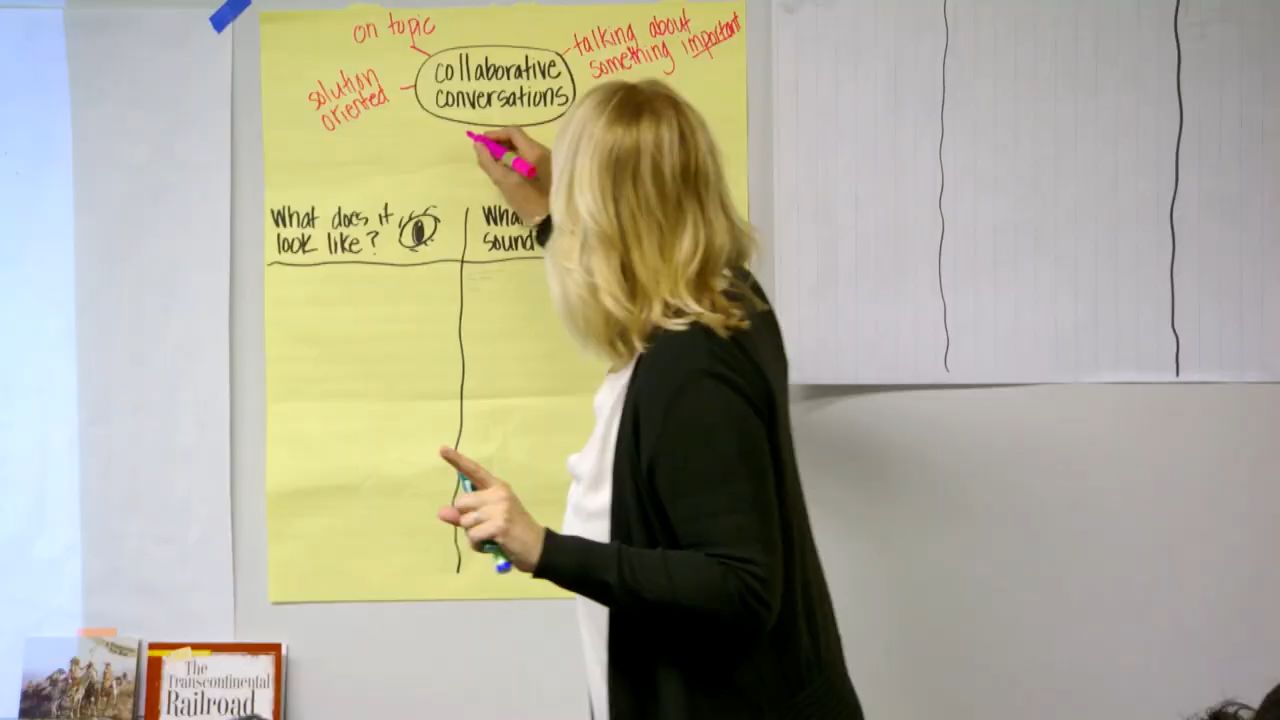 on topic
talking about
something important
collaborative
conversations
solution
oriented
What does it
look like?
sound
The
Transcontinental
Railroad